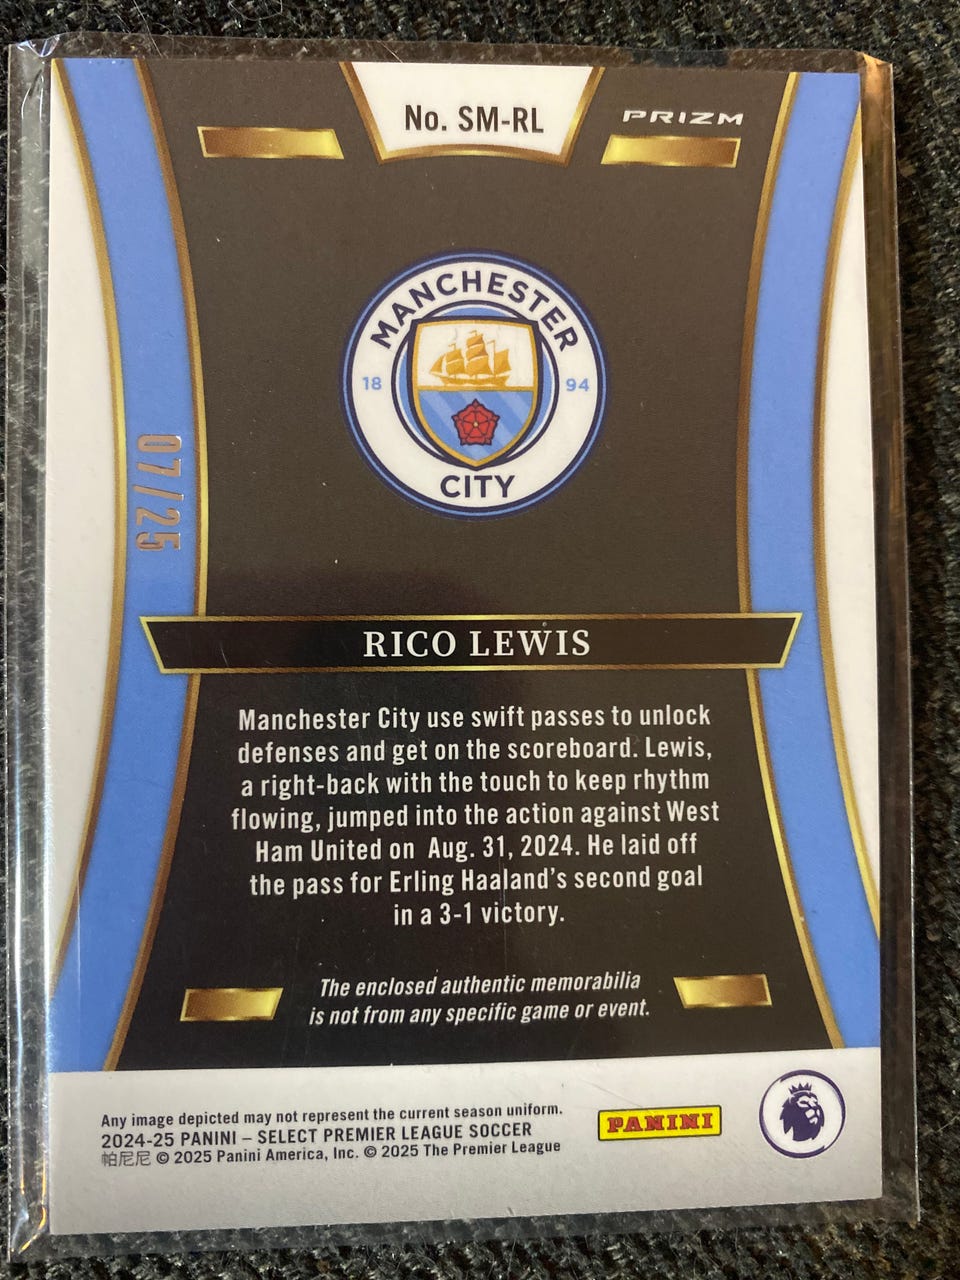 No. SM-RL
PRIZM
MANCHESTER
18 94
CITY
07/25
RICO LEWIS
Manchester City use swift passes to unlock
defenses and get on the scoreboard. Lewis,
a right-back with the touch to keep rhythm
flowing, jumped into the action against West
Ham United on Aug. 31, 2024. He laid off
the pass for Erling Haaland's second goal
in a 3-1 victory.
The enclosed authentic memorabilia
is not from any specific game or event.
Any image depicted may not represent the current season uniform.
2024-25 PANINI – SELECT PREMIER LEAGUE SOCCER
帕尼尼 © 2025 Panini America, Inc. © 2025 The Premier League
PANINI